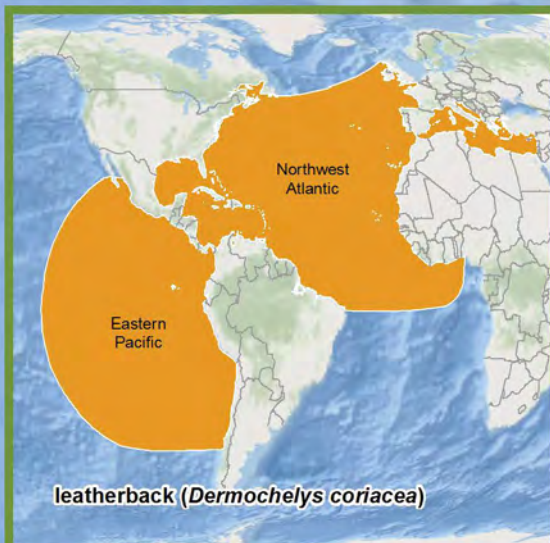 Northwest
Atlantic
Eastern
Pacific
leatherback (Dermochelys coriacea)